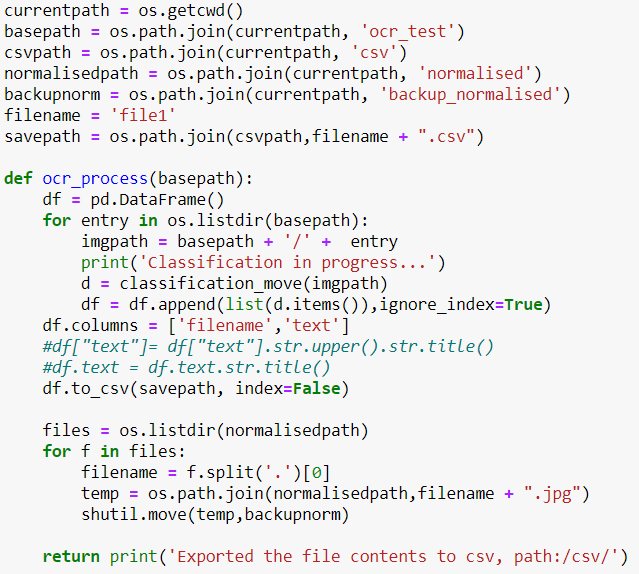 currentpath = os.getcwd()
basepath = os.path.join(currentpath, 'ocr_test')
csvpath = os.path.join(currentpath, 'csv')
normalisedpath = os.path.join(currentpath, 'normalised')
backupnorm = os.path.join(currentpath, 'backup_normalised')
filename = 'file1'
savepath = os.path.join(csvpath,filename + ".csv")

def ocr_process(basepath):
    df = pd.DataFrame()
    for entry in os.listdir(basepath):
        imgpath = basepath + '/' +  entry
        print('Classification in progress...')
        d = classification_move(imgpath)
        df = df.append(list(d.items()),ignore_index=True)
    df.columns = ['filename','text']
    #df["text"]= df["text"].str.upper().str.title()
    #df.text = df.text.str.title()
    df.to_csv(savepath, index=False)

    files = os.listdir(normalisedpath)
    for f in files:
        filename = f.split('.')[0]
        temp = os.path.join(normalisedpath,filename + ".jpg")
        shutil.move(temp,backupnorm)

    return print('Exported the file contents to csv, path:/csv/')